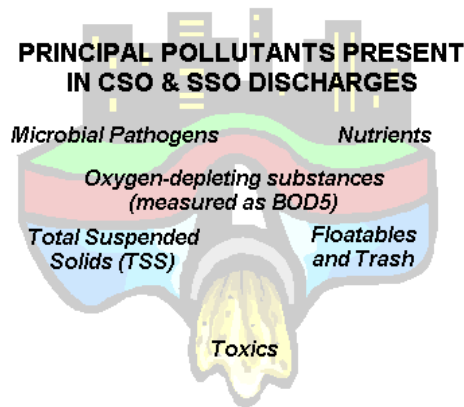 PRINCIPAL POLLUTANTS PRESENT
IN CSO & SSO DISCHARGES
Microbial Pathogens
Nutrients
Oxygen-depleting substances
(measured as BOD5)
Total Suspended
Solids (TSS)
Floatables
and Trash
Toxics